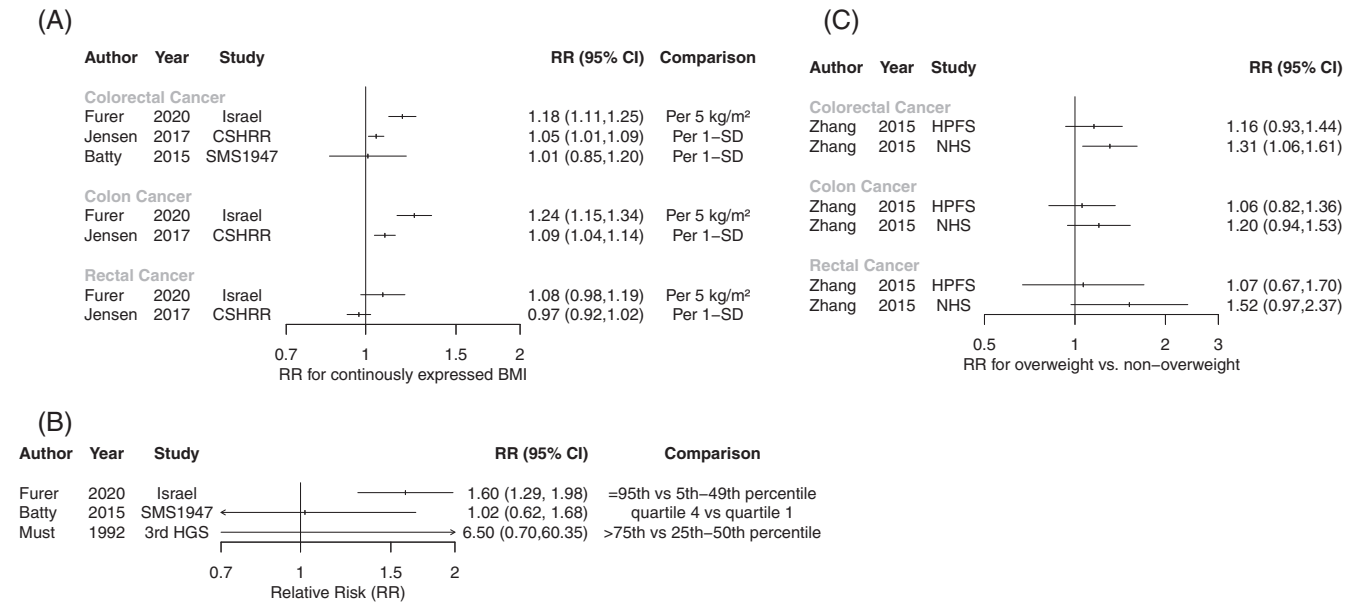 (A)
Author Year Study RR (95% CI) Comparison
Colorectal Cancer
Furer 2020 Israel 1.18 (1.11,1.25) Per 5 kg/m²
Jensen 2017 CSHRR 1.05 (1.01,1.09) Per 1−SD
Batty 2015 SMS1947 1.01 (0.85,1.20) Per 1−SD
Colon Cancer
Furer 2020 Israel 1.24 (1.15,1.34) Per 5 kg/m²
Jensen 2017 CSHRR 1.09 (1.04,1.14) Per 1−SD
Rectal Cancer
Furer 2020 Israel 1.08 (0.98,1.19) Per 5 kg/m²
Jensen 2017 CSHRR 0.97 (0.92,1.02) Per 1−SD
0.7 1 1.5 2
RR for continously expressed BMI
(B)
Author Year Study RR (95% CI) Comparison
Furer 2020 Israel 1.60 (1.29, 1.98) =95th vs 5th−49th percentile
Batty 2015 SMS1947 1.02 (0.62, 1.68) quartile 4 vs quartile 1
Must 1992 3rd HGS 6.50 (0.70,60.35) >75th vs 25th−50th percentile
0.7 1 1.5 2
Relative Risk (RR)
(C)
Author Year Study RR (95% CI)
Colorectal Cancer
Zhang 2015 HPFS 1.16 (0.93,1.44)
Zhang 2015 NHS 1.31 (1.06,1.61)
Colon Cancer
Zhang 2015 HPFS 1.06 (0.82,1.36)
Zhang 2015 NHS 1.20 (0.94,1.53)
Rectal Cancer
Zhang 2015 HPFS 1.07 (0.67,1.70)
Zhang 2015 NHS 1.52 (0.97,2.37)
0.5 1 2 3
RR for overweight vs. non−overweight